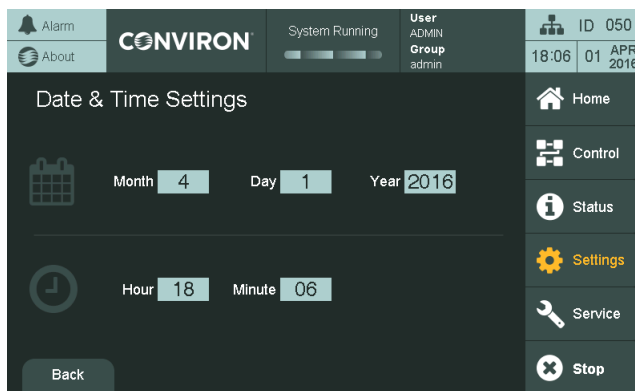 Alarm
About
CONVIRON
System Running
User
ADMIN
Group
admin
ID 050
18:06 01 APR
2016
Date & Time Settings
Month 4 Day 1 Year 2016
Hour 18 Minute 06
Back
Home
Control
Status
Settings
Service
Stop